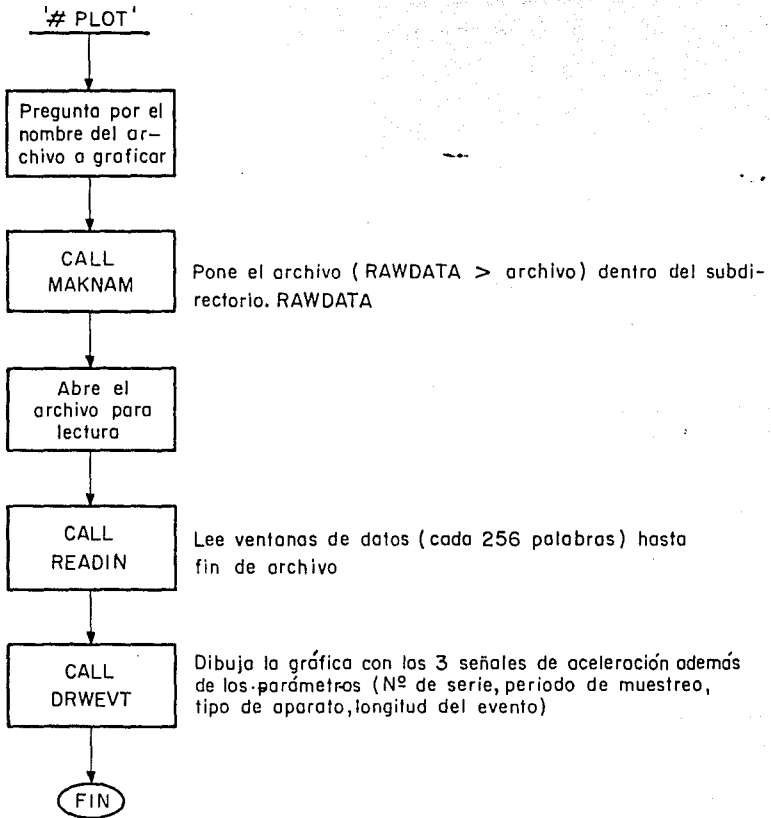 '# PLOT'
Pregunta por el
nombre del ar-
chivo a graficar
CALL
MAKNAM
Pone el archivo ( RAWDATA > archivo) dentro del subdi-
rectorio. RAWDATA
Abre el
archivo para
lectura
CALL
READIN
Lee ventanas de datos (cada 256 palabras) hasta
fin de archivo
CALL
DRWEVT
Dibuja la gráfica con las 3 señales de aceleración además
de los parámetros (Nº de serie, periodo de muestreo,
tipo de aparato, longitud del evento)
FIN